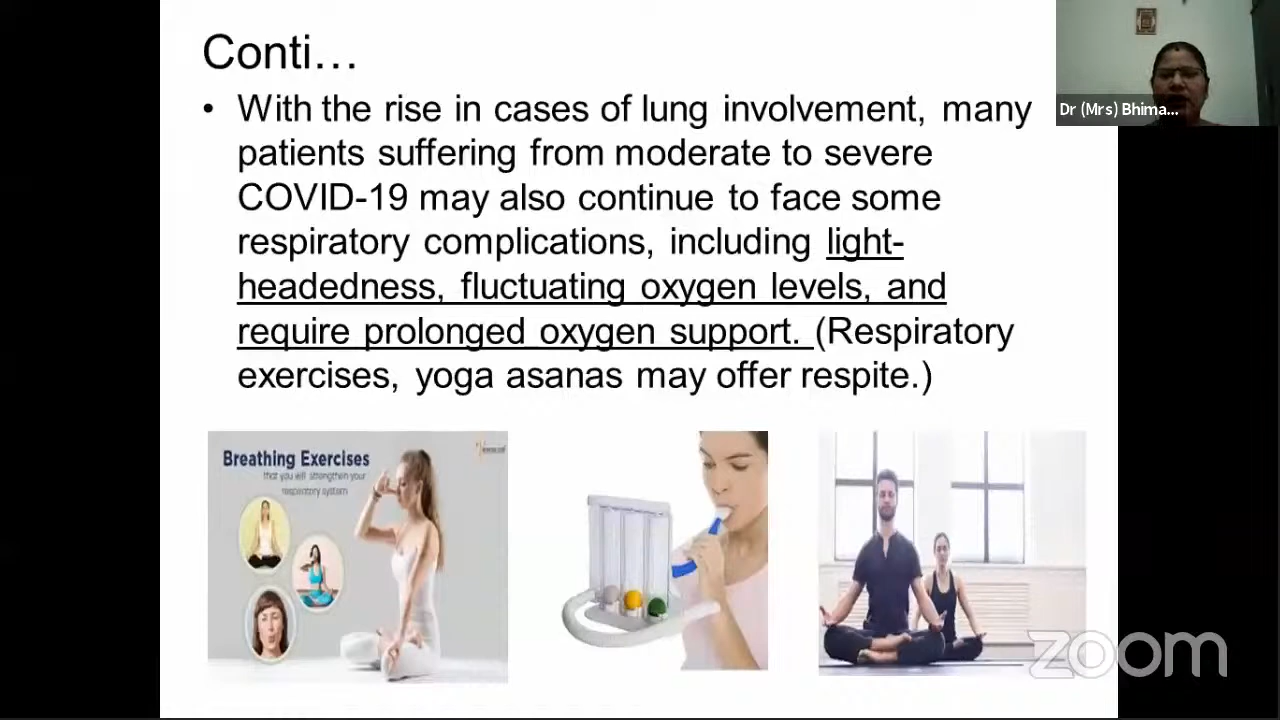 Conti...
• With the rise in cases of lung involvement, many
patients suffering from moderate to severe
COVID-19 may also continue to face some
respiratory complications, including light-
headedness, fluctuating oxygen levels, and
require prolonged oxygen support. (Respiratory
exercises, yoga asanas may offer respite.)
Dr (Mrs) Bhima...
Breathing Exercises
that you will strengthen your
respiratory system
zoom